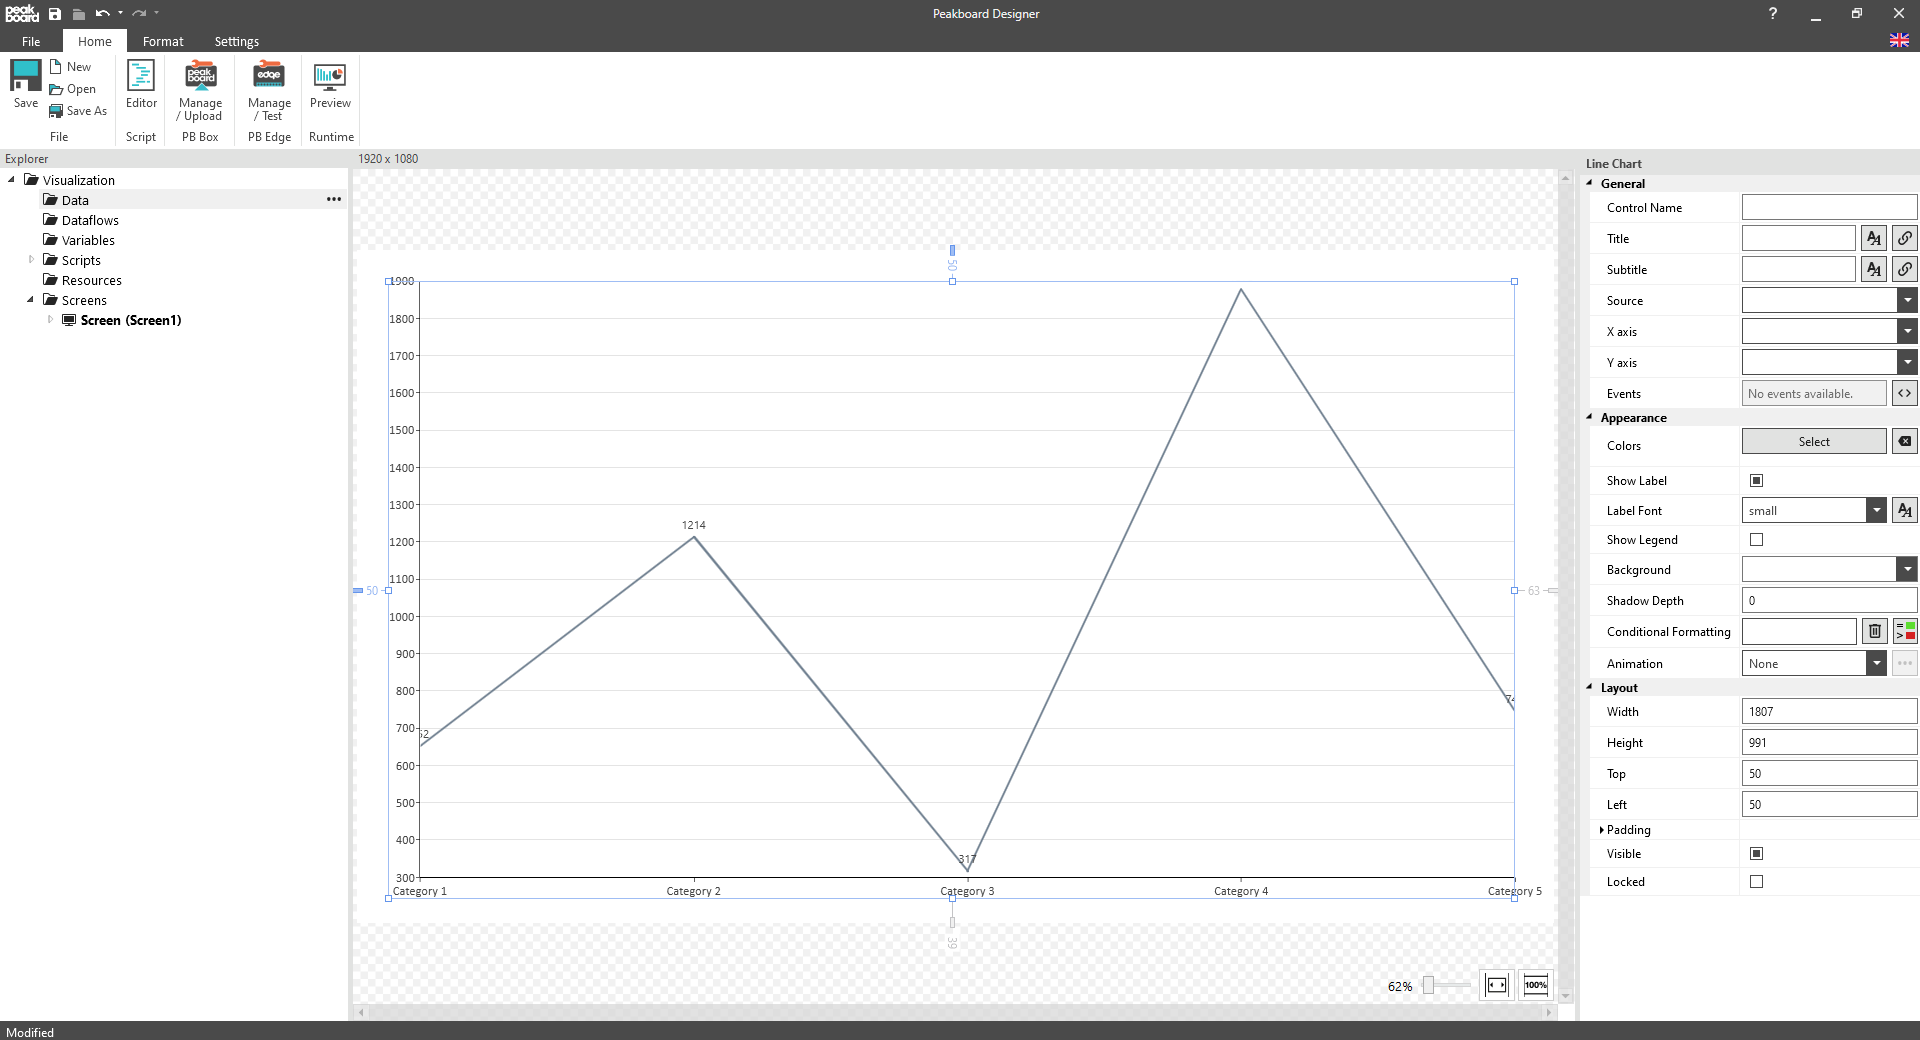 peak board
Peakboard Designer
?
File
Home
Format
Settings
Save
New
Open
Save As
File
Editor
Script
peak board
Manage / Upload
PB Box
edge
Manage / Test
PB Edge
Preview
Runtime
Explorer
Visualization
Data
Dataflows
Variables
Scripts
Resources
Screens
Screen (Screen1)
1920 x 1080
50
50
63
39
1900
1800
1700
1600
1500
1400
1300
1200
1100
1000
900
800
700
600
500
400
300
52
1214
317
74
Category 1
Category 2
Category 3
Category 4
Category 5
62%
100%
Line Chart
General
Control Name
Title
Subtitle
Source
X axis
Y axis
Events
No events available.
Appearance
Colors
Select
Show Label
Label Font
small
Show Legend
Background
Shadow Depth
0
Conditional Formatting
Animation
None
Layout
Width
1807
Height
991
Top
50
Left
50
Padding
Visible
Locked
Modified